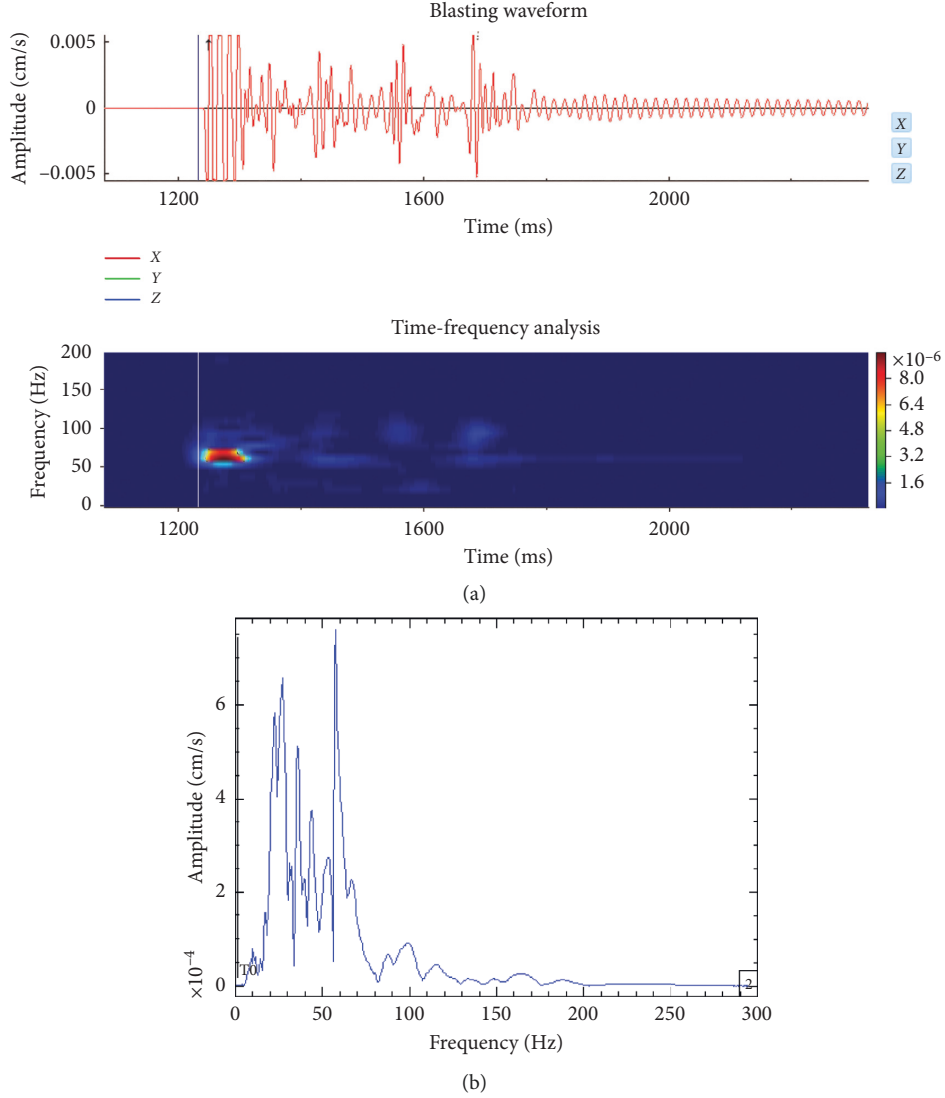 Blasting waveform
Amplitude (cm/s)
0.005
0
−0.005
1200
1600
2000
Time (ms)
X
Y
Z
X
Y
Z
Time-frequency analysis
Frequency (Hz)
200
150
100
50
0
1200
1600
2000
Time (ms)
×10⁻⁶
8.0
6.4
4.8
3.2
1.6
(a)
Amplitude (cm/s)
×10⁻⁴
6
4
2
0
T0
2
0
50
100
150
200
250
300
Frequency (Hz)
(b)